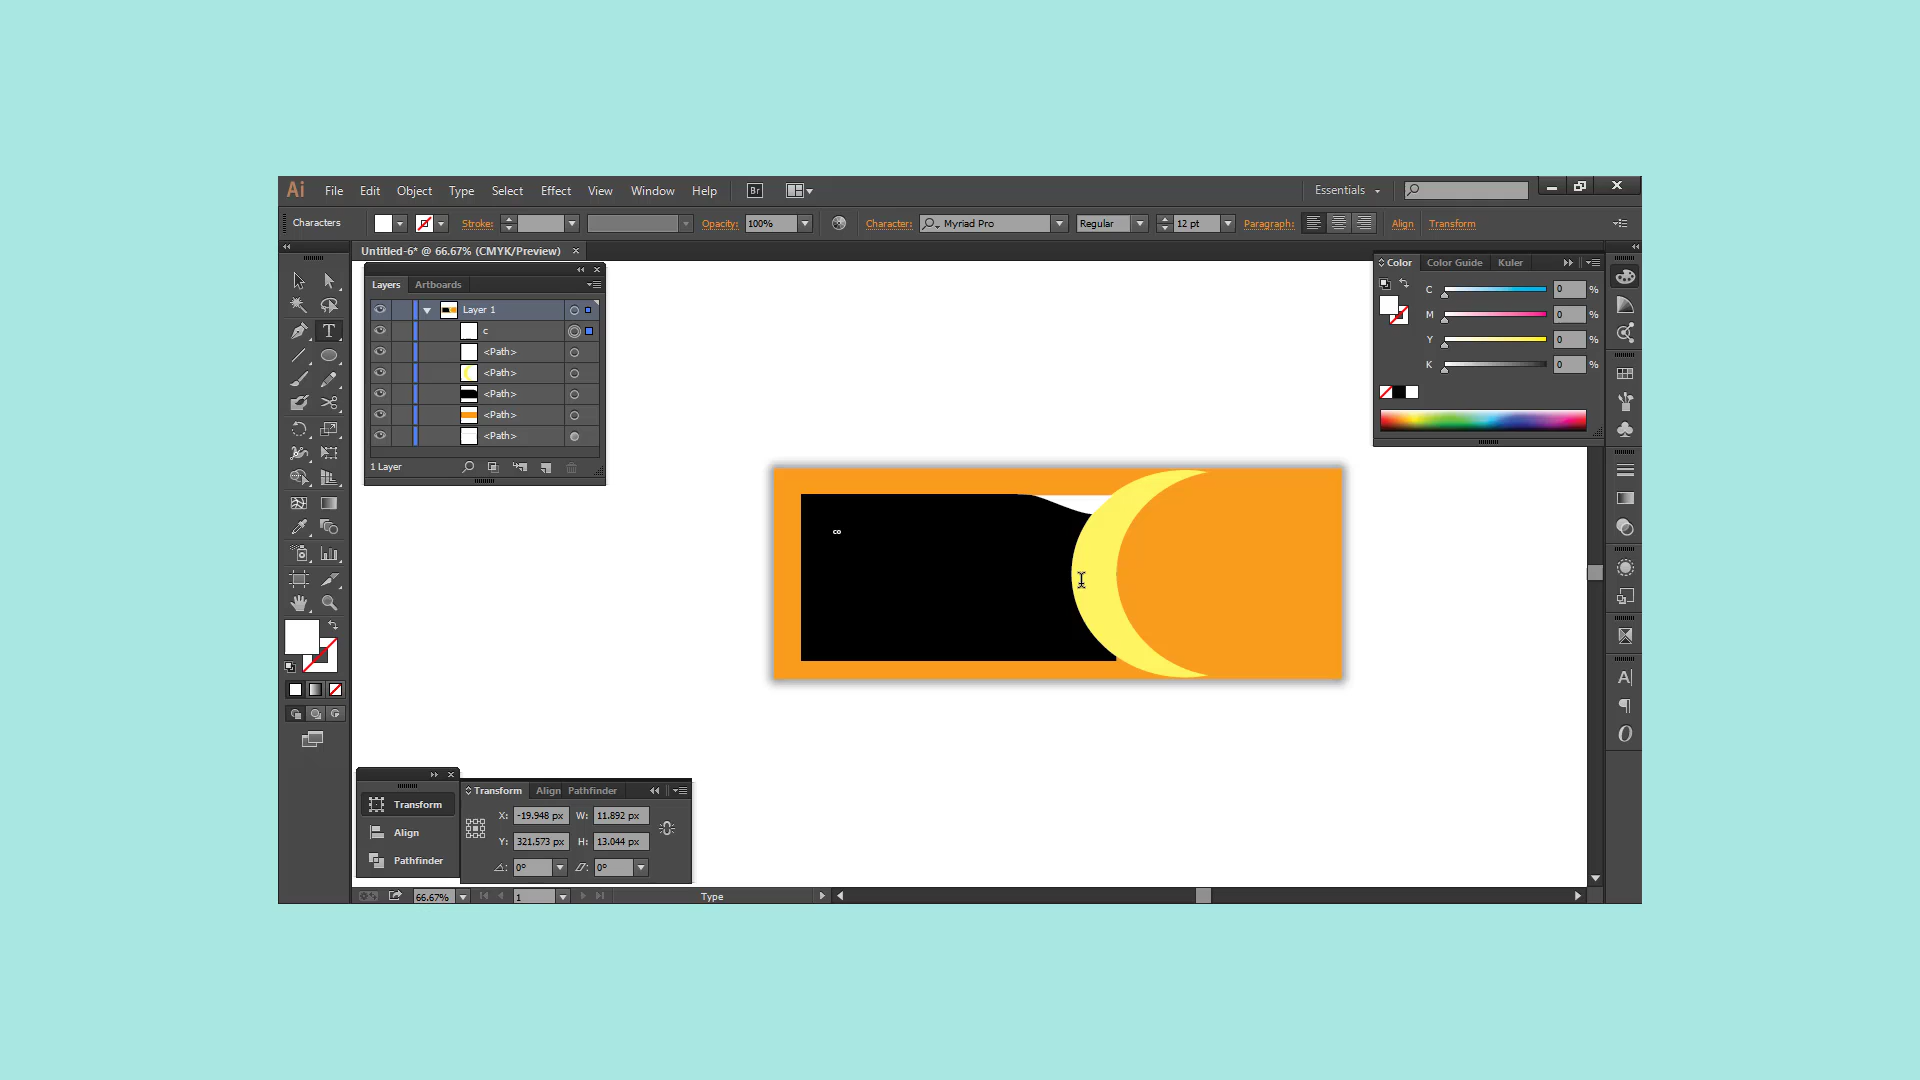 Ai File Edit Object Type Select Effect View Window Help Br Essentials
Characters Stroke: Opacity: 100% Character: Myriad Pro Regular 12 pt Paragraph: Align Transform
Untitled-6* @ 66.67% (CMYK/Preview)
Layers Artboards
Layer 1
c
<Path>
<Path>
<Path>
<Path>
<Path>
1 Layer
Color Color Guide Kuler
C 0 %
M 0 %
Y 0 %
K 0 %
co
Transform
Align
Pathfinder
Transform Align Pathfinder
X: -19.948 px W: 11.892 px
Y: 321.573 px H: 13.044 px
0° 0°
66.67% 1 Type